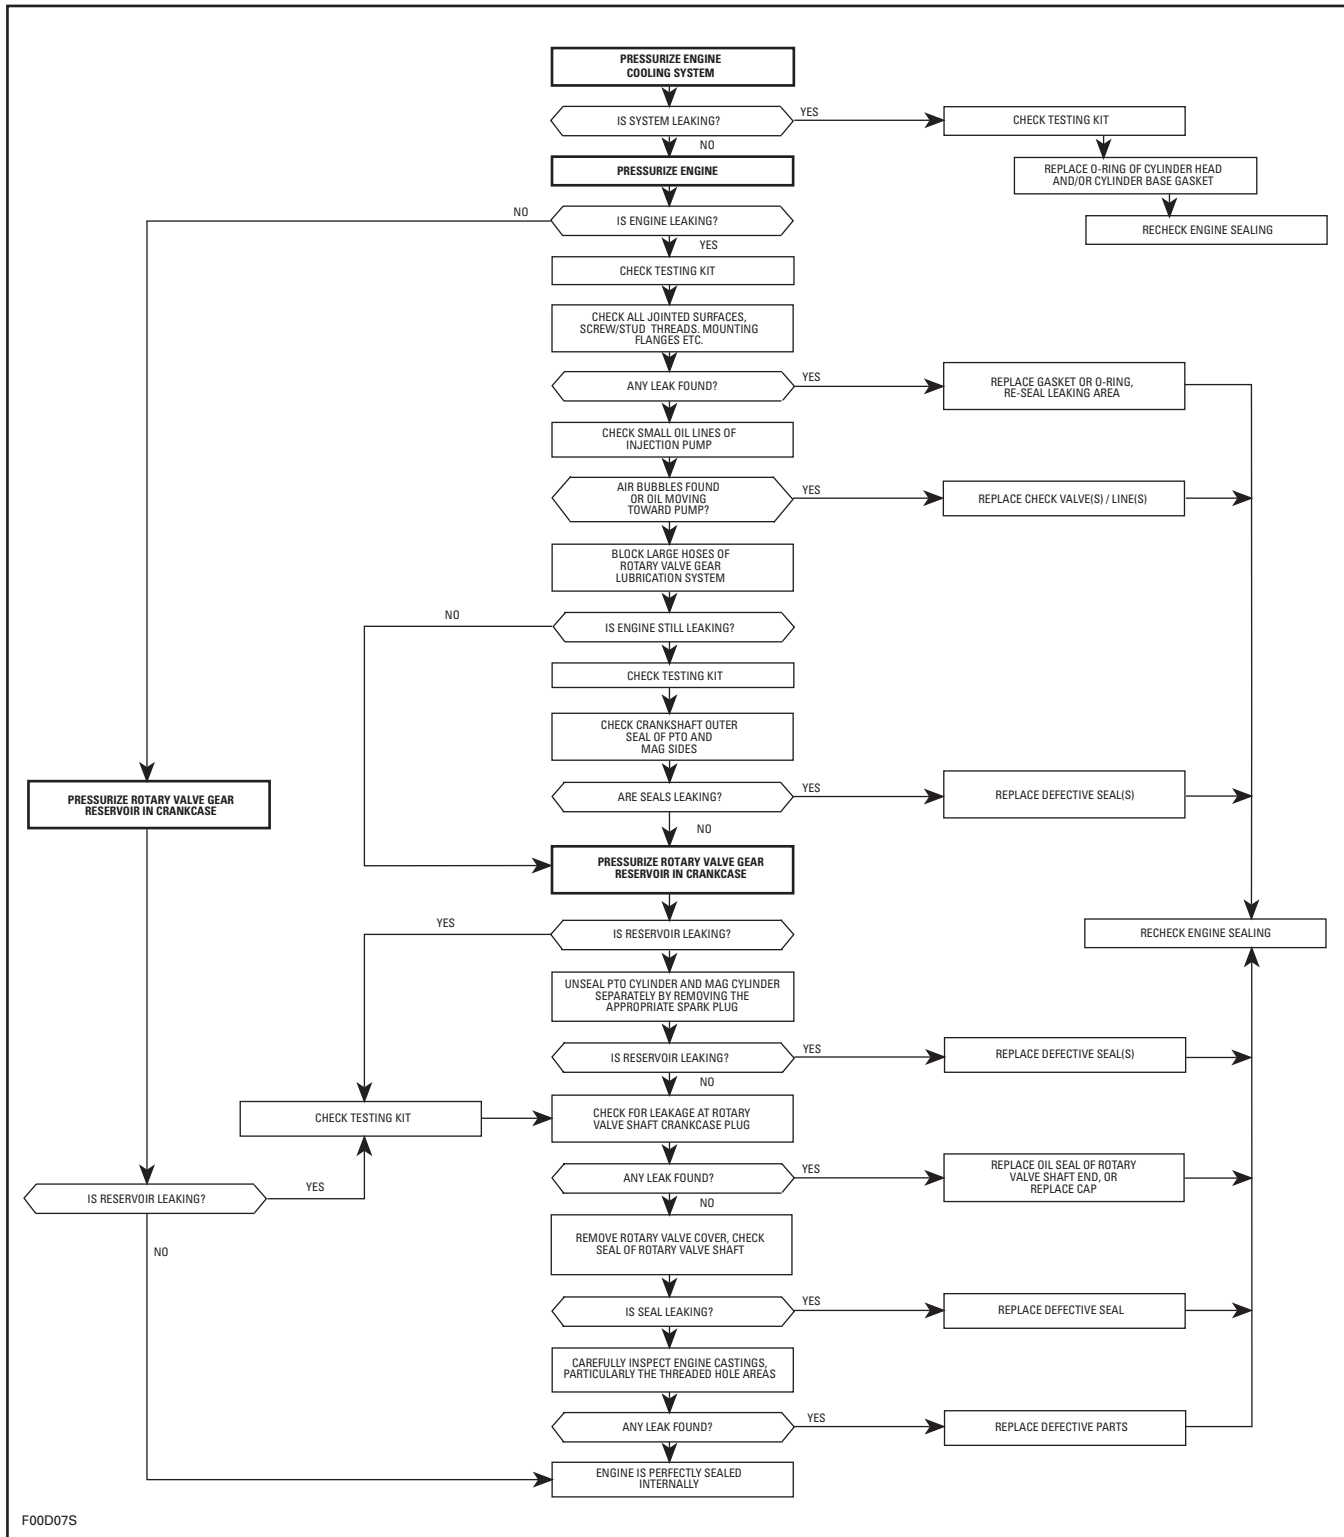 PRESSURIZE ENGINE
COOLING SYSTEM
IS SYSTEM LEAKING?
YES
CHECK TESTING KIT
NO
REPLACE O-RING OF CYLINDER HEAD
AND/OR CYLINDER BASE GASKET
PRESSURIZE ENGINE
RECHECK ENGINE SEALING
NO
IS ENGINE LEAKING?
YES
CHECK TESTING KIT
CHECK ALL JOINTED SURFACES,
SCREW/STUD THREADS. MOUNTING
FLANGES ETC.
ANY LEAK FOUND?
YES
REPLACE GASKET OR O-RING,
RE-SEAL LEAKING AREA
CHECK SMALL OIL LINES OF
INJECTION PUMP
AIR BUBBLES FOUND
OR OIL MOVING
TOWARD PUMP?
YES
REPLACE CHECK VALVE(S) / LINE(S)
BLOCK LARGE HOSES OF
ROTARY VALVE GEAR
LUBRICATION SYSTEM
NO
IS ENGINE STILL LEAKING?
CHECK TESTING KIT
CHECK CRANKSHAFT OUTER
SEAL OF PTO AND
MAG SIDES
ARE SEALS LEAKING?
YES
REPLACE DEFECTIVE SEAL(S)
NO
PRESSURIZE ROTARY VALVE GEAR
RESERVOIR IN CRANKCASE
PRESSURIZE ROTARY VALVE GEAR
RESERVOIR IN CRANKCASE
YES
IS RESERVOIR LEAKING?
RECHECK ENGINE SEALING
UNSEAL PTO CYLINDER AND MAG CYLINDER
SEPARATELY BY REMOVING THE
APPROPRIATE SPARK PLUG
IS RESERVOIR LEAKING?
YES
REPLACE DEFECTIVE SEAL(S)
NO
CHECK TESTING KIT
CHECK FOR LEAKAGE AT ROTARY
VALVE SHAFT CRANKCASE PLUG
IS RESERVOIR LEAKING?
YES
ANY LEAK FOUND?
YES
REPLACE OIL SEAL OF ROTARY
VALVE SHAFT END, OR
REPLACE CAP
NO
NO
REMOVE ROTARY VALVE COVER, CHECK
SEAL OF ROTARY VALVE SHAFT
IS SEAL LEAKING?
YES
REPLACE DEFECTIVE SEAL
CAREFULLY INSPECT ENGINE CASTINGS,
PARTICULARLY THE THREADED HOLE AREAS
ANY LEAK FOUND?
YES
REPLACE DEFECTIVE PARTS
ENGINE IS PERFECTLY SEALED
INTERNALLY
F00D07S